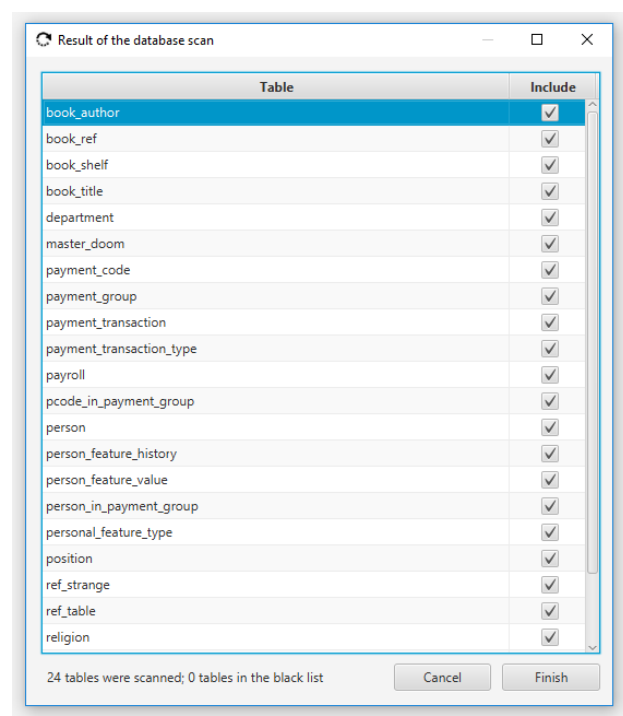 Result of the database scan
Table Include
book_author
book_ref
book_shelf
book_title
department
master_doom
payment_code
payment_group
payment_transaction
payment_transaction_type
payroll
pcode_in_payment_group
person
person_feature_history
person_feature_value
person_in_payment_group
personal_feature_type
position
ref_strange
ref_table
religion
24 tables were scanned; 0 tables in the black list Cancel Finish